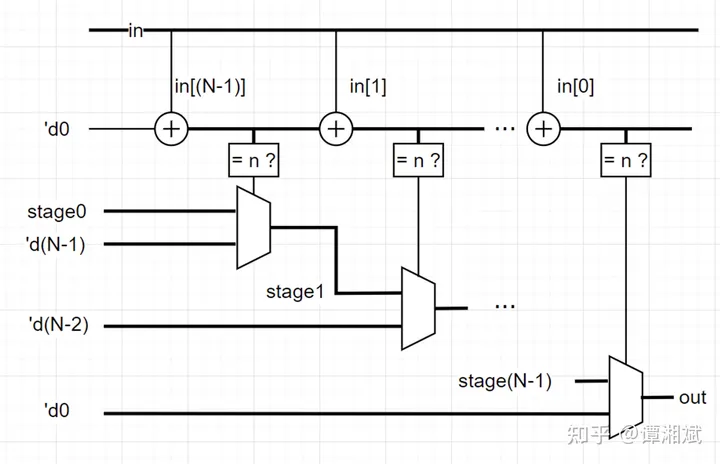 in
in[(N-1)]
in[1]
in[0]
'd0
+
+
...
+
= n ?
= n ?
= n ?
stage0
'd(N-1)
stage1
...
'd(N-2)
stage(N-1)
out
'd0
知乎 @谭湘斌